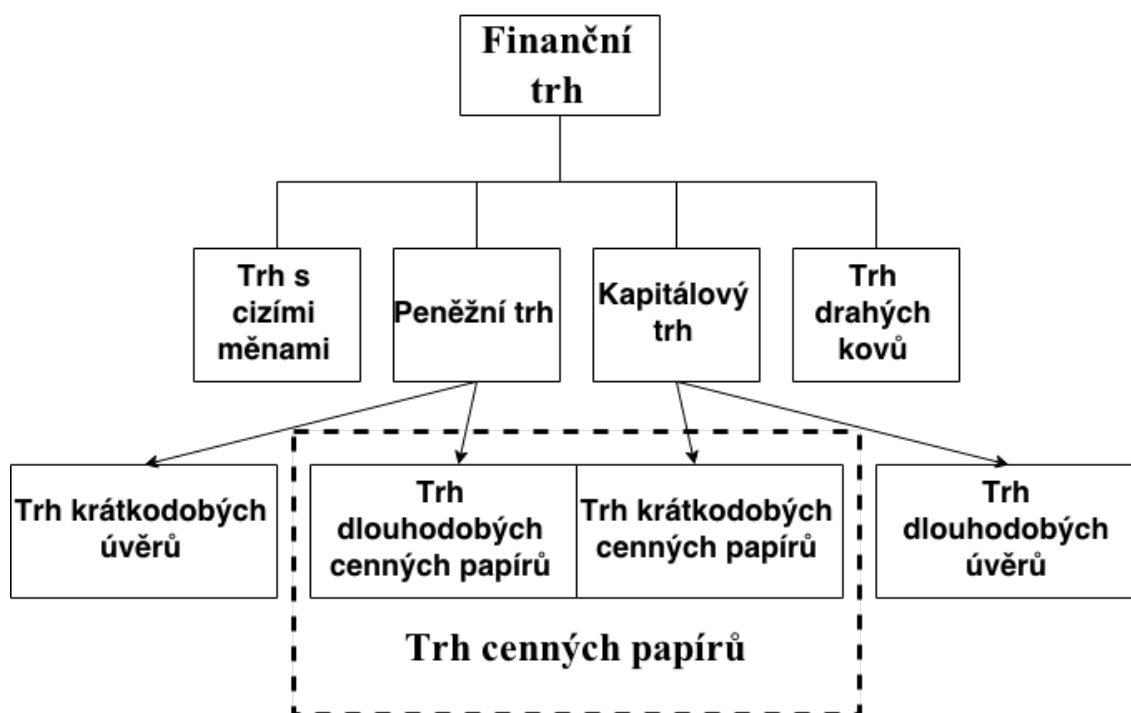 Finanční
trh
Trh s
cizími
měnami
Peněžní trh
Kapitálový
trh
Trh
drahých
kovů
Trh krátkodobých
úvěrů
Trh
dlouhodobých
cenných papírů
Trh krátkodobých
cenných papírů
Trh
dlouhodobých
úvěrů
Trh cenných papírů